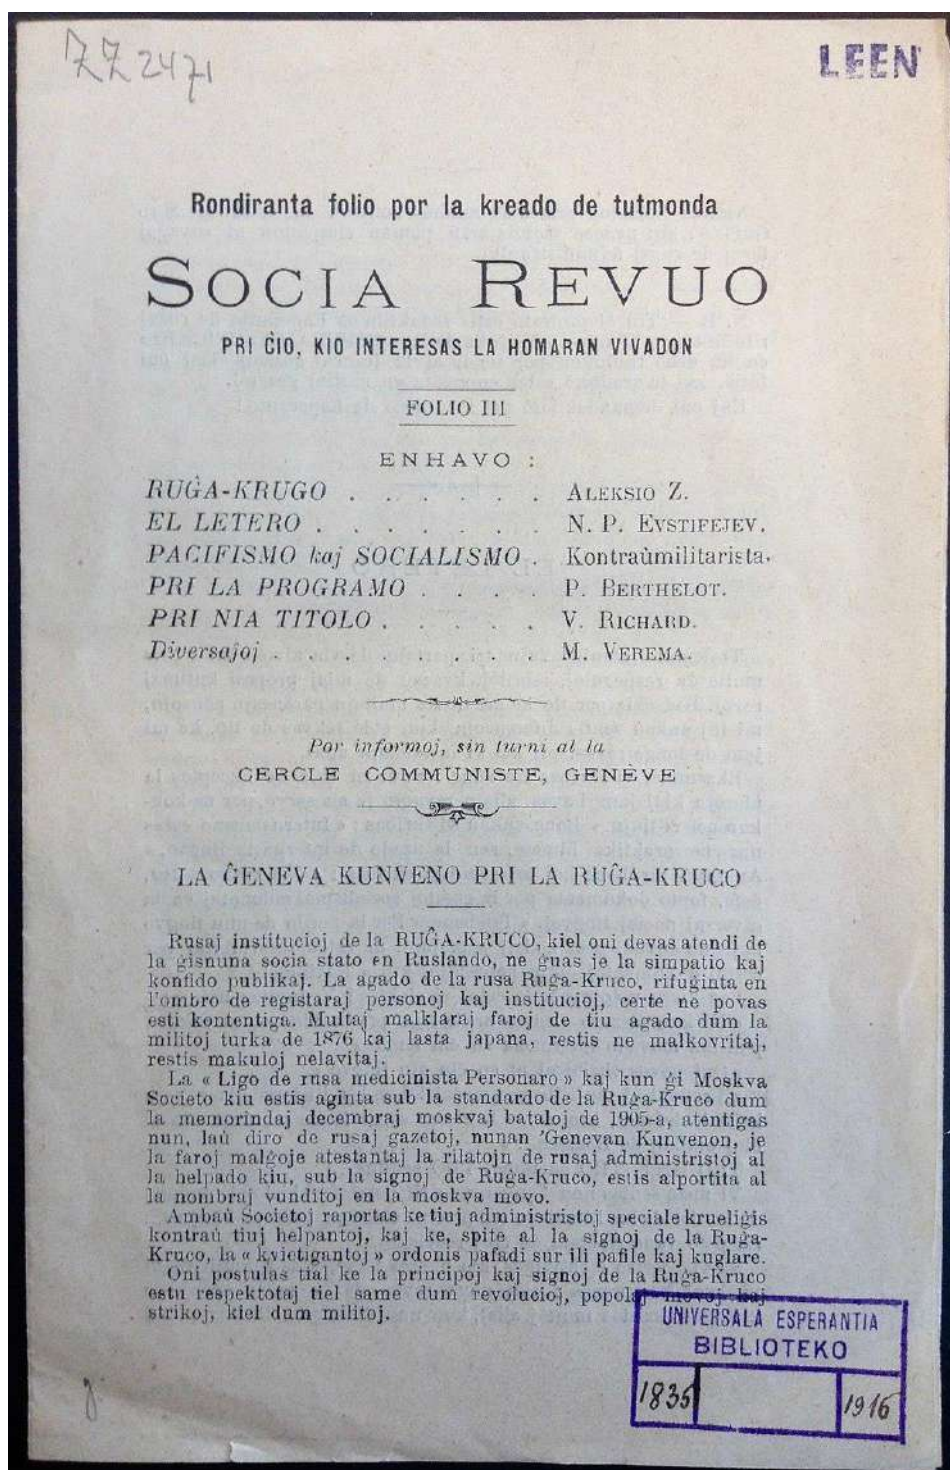 ZZ 2471
LEEN
Rondiranta folio por la kreado de tutmonda
SOCIA REVUO
PRI ĈIO, KIO INTERESAS LA HOMARAN VIVADON
FOLIO III
ENHAVO :
RUĜA-KRUGO . . . . . . ALEKSIO Z.
EL LETERO . . . . . . . N. P. EVSTIFEJEV.
PACIFISMO kaj SOCIALISMO . Kontraŭmilitarista.
PRI LA PROGRAMO . . . . P. BERTHELOT.
PRI NIA TITOLO . . . . . V. RICHARD.
Diversajoj . . . . . . . . . M. VEREMA.
Por informoj, sin turni al la
CERCLE COMMUNISTE, GENÈVE
LA ĜENEVA KUNVENO PRI LA RUĜA-KRUCO
Rusaj institucioj de la RUĜA-KRUCO, kiel oni devas atendi de
la ĝisnuna socia stato en Ruslando, ne ĝuas je la simpatio kaj
konfido publikaj. La agado de la rusa Ruĝa-Kruco, rifuĝinta en
l'ombro de registaraj personoj kaj institucioj, certe ne povas
esti kontentiga. Multaj malklaraj faroj de tiu agado dum la
militoj turka de 1876 kaj lasta japana, restis ne malkovritaj,
restis makuloj nelavitaj.
La « Ligo de rusa medicinista Personaro » kaj kun ĝi Moskva
Societo kiu estis aginta sub la standardo de la Ruĝa-Kruco dum
la memorindaj decembraj moskvaj bataloj de 1905-a, atentigas
nun, laŭ diro de rusaj gazetoj, nunan 'Genevan Kunvenon, je
la faroj malĝoje atestantaj la rilatojn de rusaj administristoj al
la helpado kiu, sub la signoj de Ruĝa-Kruco, estis alportita al
la nombraj vunditoj en la moskva movo.
Ambaŭ Societoj raportas ke tiuj administristoj speciale krueliĝis
kontraŭ tiuj helpantoj, kaj ke, spite al la signoj de la Ruĝa-
Kruco, la « kvietigantoj » ordonis pafadi sur ili pafile kaj kuglare.
Oni postulas tial ke la principoj kaj signoj de la Ruĝa-Kruco
estu respektotaj tiel same dum revolucioj, popolaj movoj kaj
strikoj, kiel dum militoj.
UNIVERSALA ESPERANTIA
BIBLIOTEKO
1835 1916